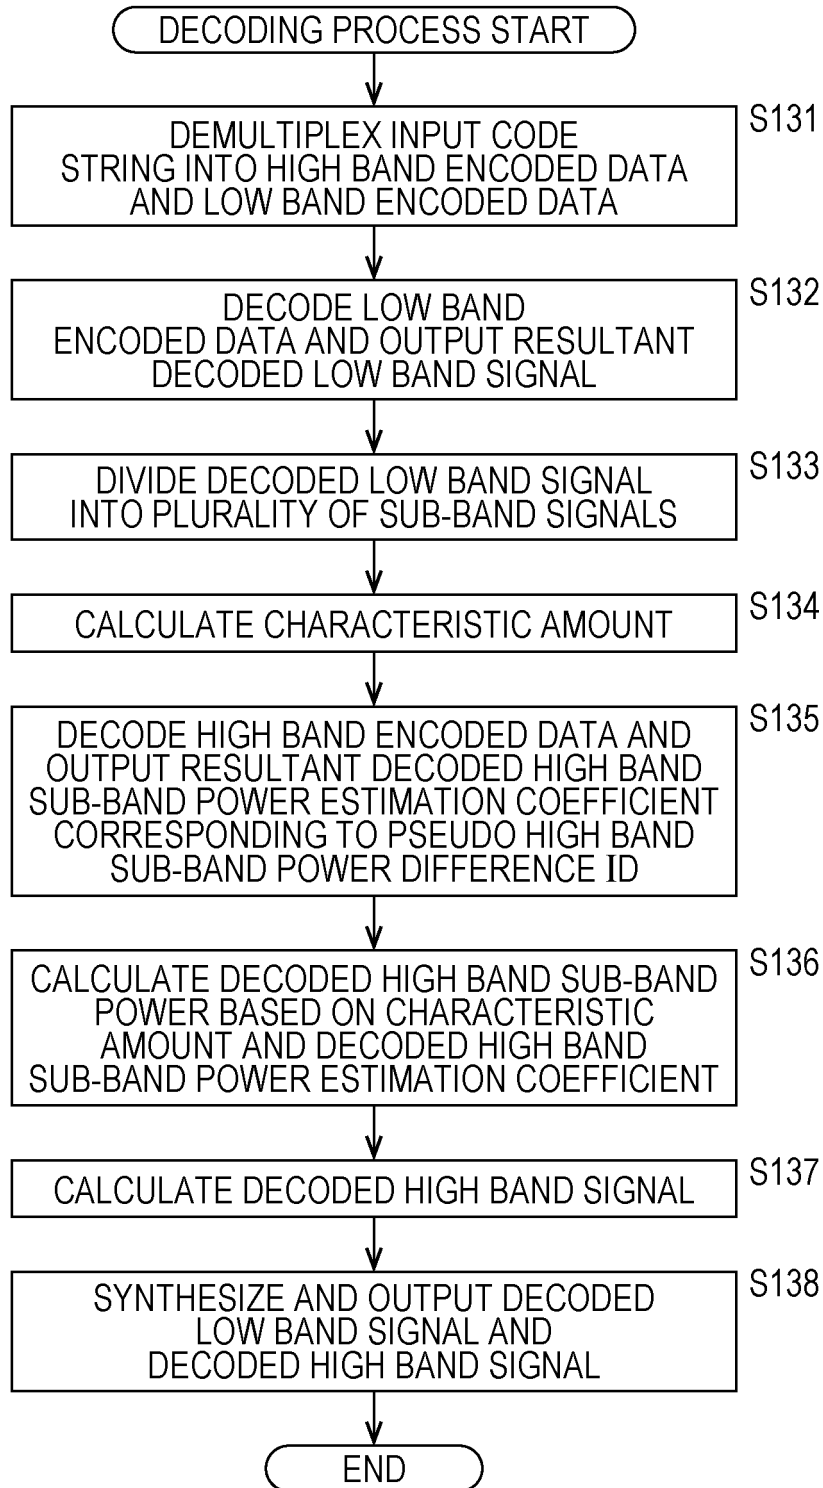 DECODING PROCESS START
S131
DEMULTIPLEX INPUT CODE
STRING INTO HIGH BAND ENCODED DATA
AND LOW BAND ENCODED DATA
S132
DECODE LOW BAND
ENCODED DATA AND OUTPUT RESULTANT
DECODED LOW BAND SIGNAL
S133
DIVIDE DECODED LOW BAND SIGNAL
INTO PLURALITY OF SUB-BAND SIGNALS
S134
CALCULATE CHARACTERISTIC AMOUNT
S135
DECODE HIGH BAND ENCODED DATA AND
OUTPUT RESULTANT DECODED HIGH BAND
SUB-BAND POWER ESTIMATION COEFFICIENT
CORRESPONDING TO PSEUDO HIGH BAND
SUB-BAND POWER DIFFERENCE ID
S136
CALCULATE DECODED HIGH BAND SUB-BAND
POWER BASED ON CHARACTERISTIC
AMOUNT AND DECODED HIGH BAND
SUB-BAND POWER ESTIMATION COEFFICIENT
S137
CALCULATE DECODED HIGH BAND SIGNAL
S138
SYNTHESIZE AND OUTPUT DECODED
LOW BAND SIGNAL AND
DECODED HIGH BAND SIGNAL
END